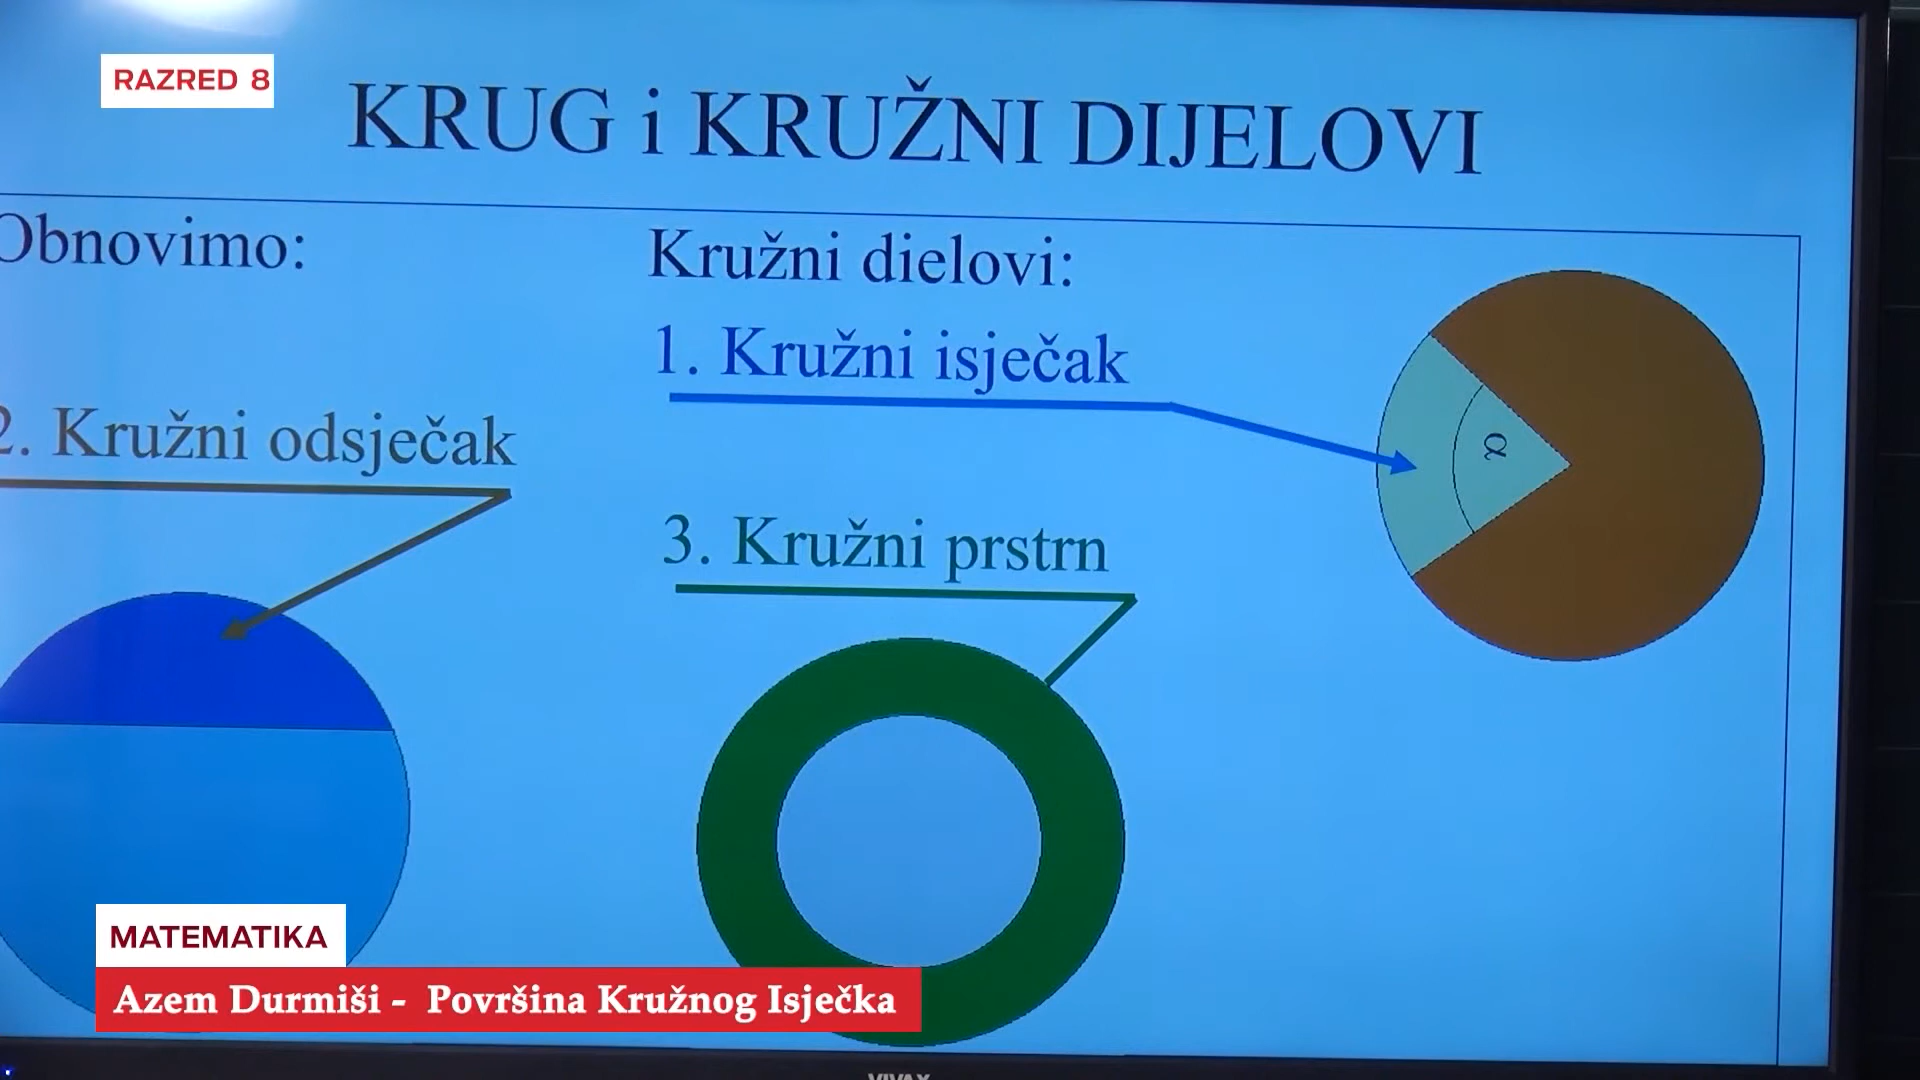 RAZRED 8
KRUG i KRUŽNI DIJELOVI
Obnovimo:
Kružni dielovi:
1. Kružni isječak
α
2. Kružni odsječak
3. Kružni prstrn
MATEMATIKA
Azem Durmiši - Površina Kružnog Isječka